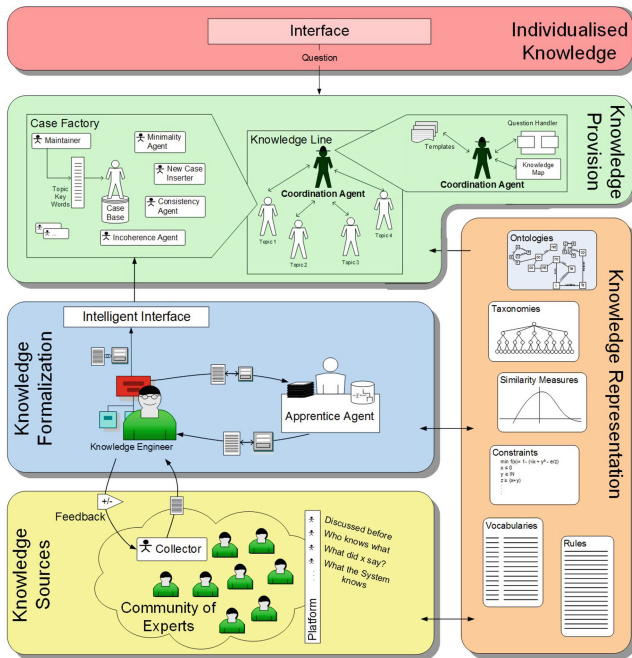 Interface
Individualised
Knowledge
Question
Case Factory
Maintainer
Minimality
Agent
Topic
Key
Words
Case
Base
New Case
Inserter
Consistency
Agent
...
Incoherence Agent
Knowledge Line
Coordination Agent
Topic 1
Topic 2
Topic 3
Topic 4
Templates
Question Handler
Knowledge
Map
Coordination Agent
Knowledge
Provision
Intelligent Interface
Knowledge
Formalization
Knowledge Engineer
Apprentice Agent
Feedback
+/-
Knowledge
Sources
Collector
Community of
Experts
Platform
Discussed before
Who knows what
What did x say?
What the System
knows
Knowledge Representation
Ontologies
Taxonomies
Similarity Measures
Constraints
x ≤ 0
y ε IN
z ≥ (x+y)
Vocabularies
Rules